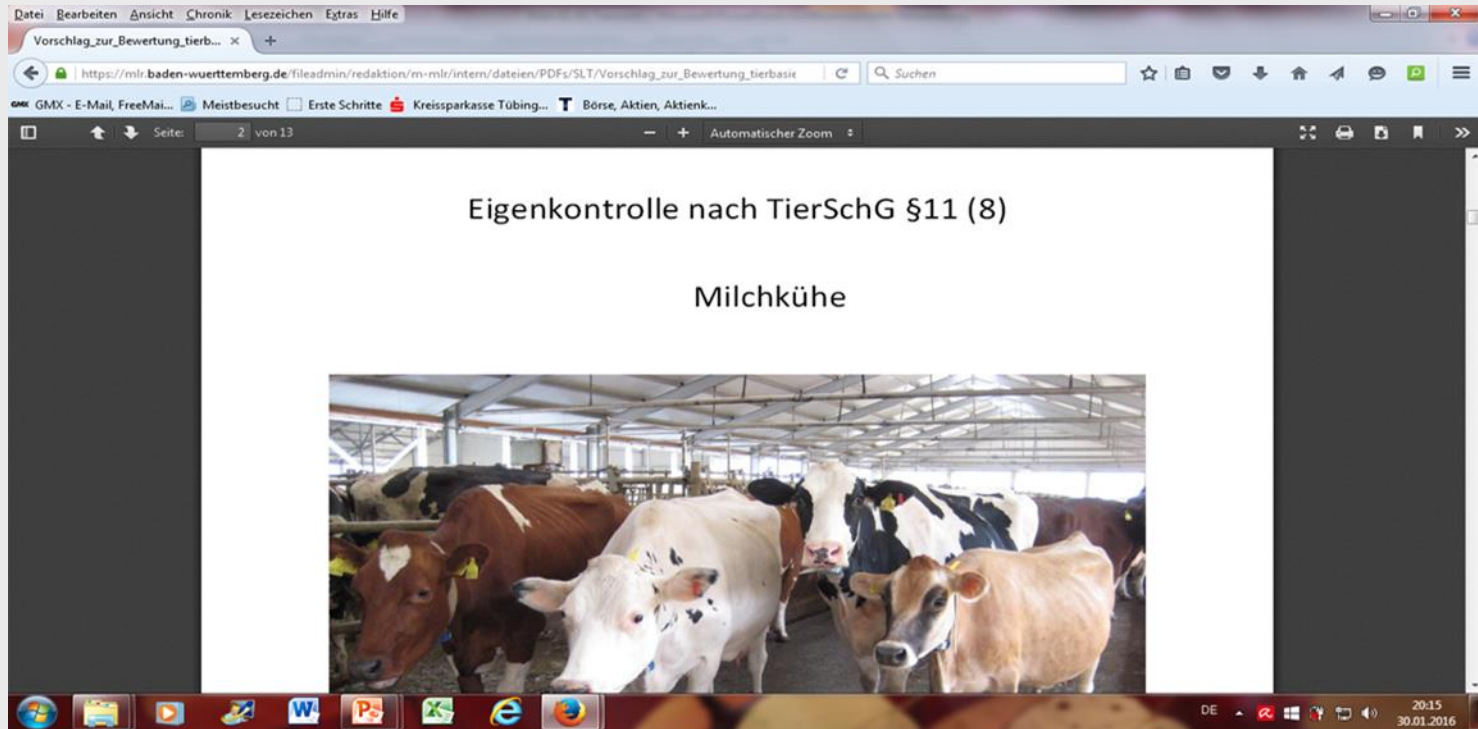 Datei Bearbeiten Ansicht Chronik Lesezeichen Extras Hilfe
Vorschlag_zur_Bewertung_tierb... × +
https://mlr.baden-wuerttemberg.de/fileadmin/redaktion/m-mlr/intern/dateien/PDFs/SLT/Vorschlag_zur_Bewertung_tierbasie Suchen
GMX GMX - E-Mail, FreeMai... Meistbesucht Erste Schritte Kreissparkasse Tübing... T Börse, Aktien, Aktienk...
Seite: 2 von 13 − + Automatischer Zoom
Eigenkontrolle nach TierSchG §11 (8)
Milchkühe
DE 20:15
30.01.2016